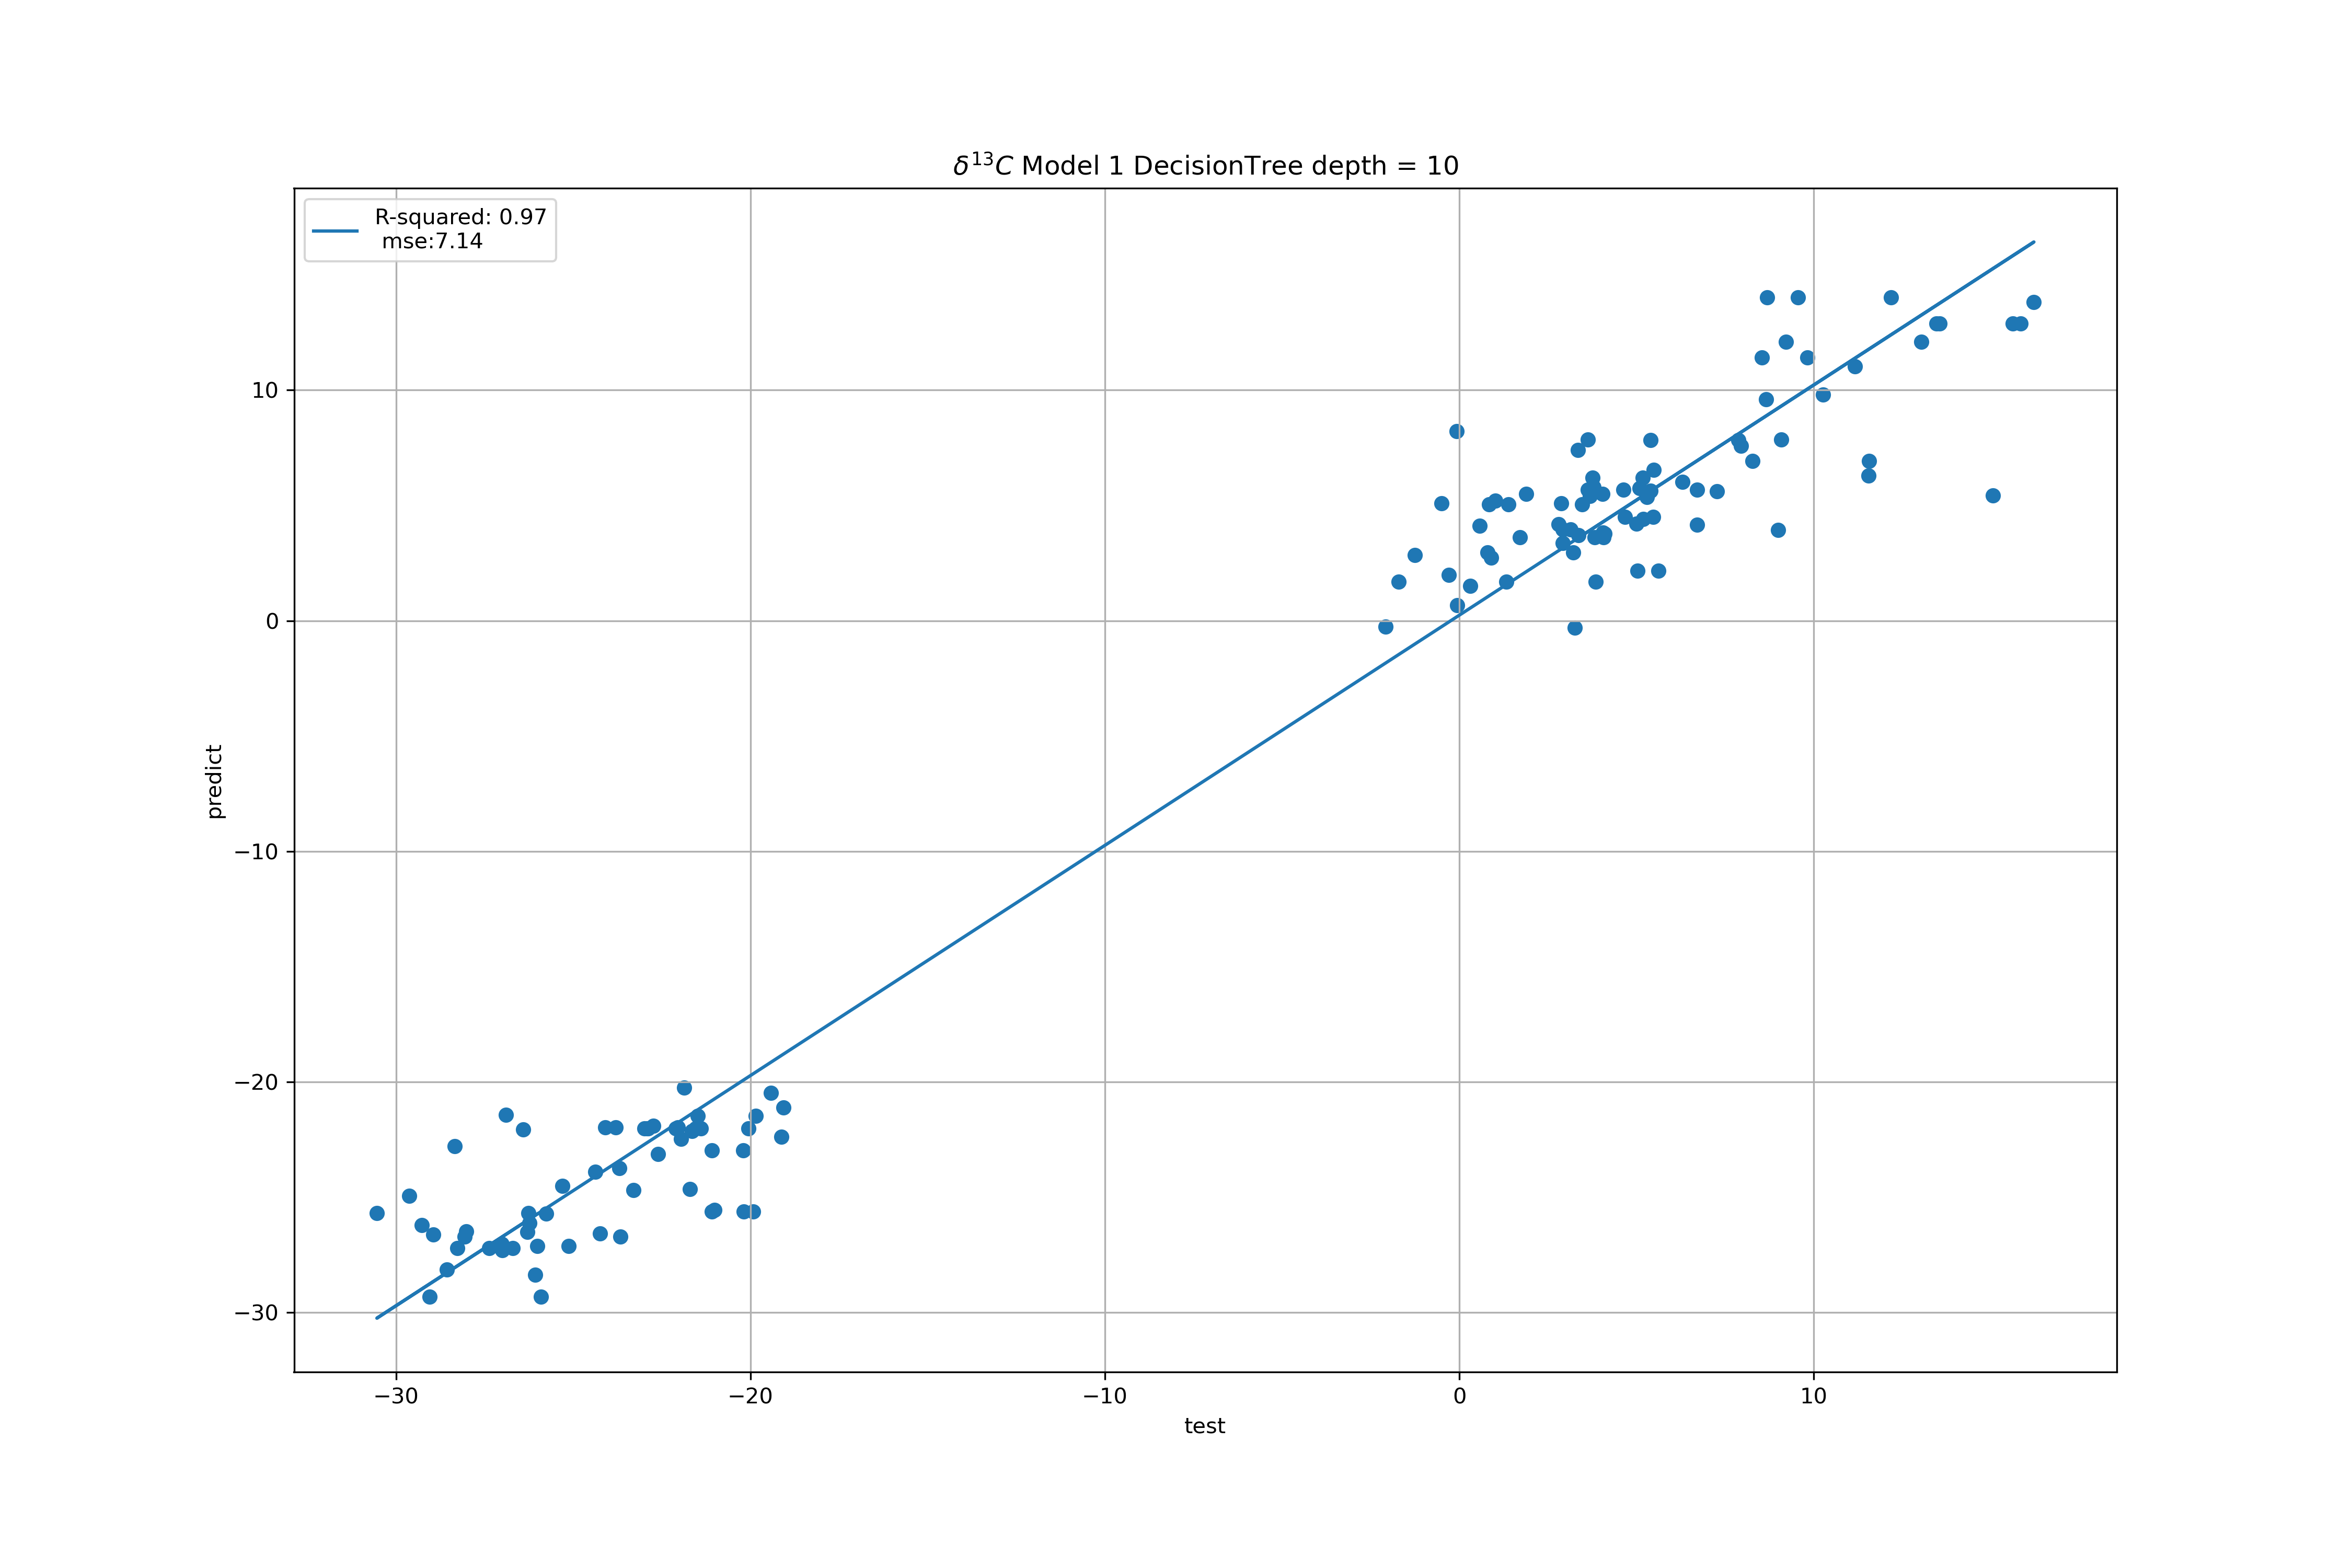 δ¹³C Model 1 DecisionTree depth = 10
R-squared: 0.97
mse:7.14
10
0
−10
−20
−30
predict
−30 −20 −10 0 10
test